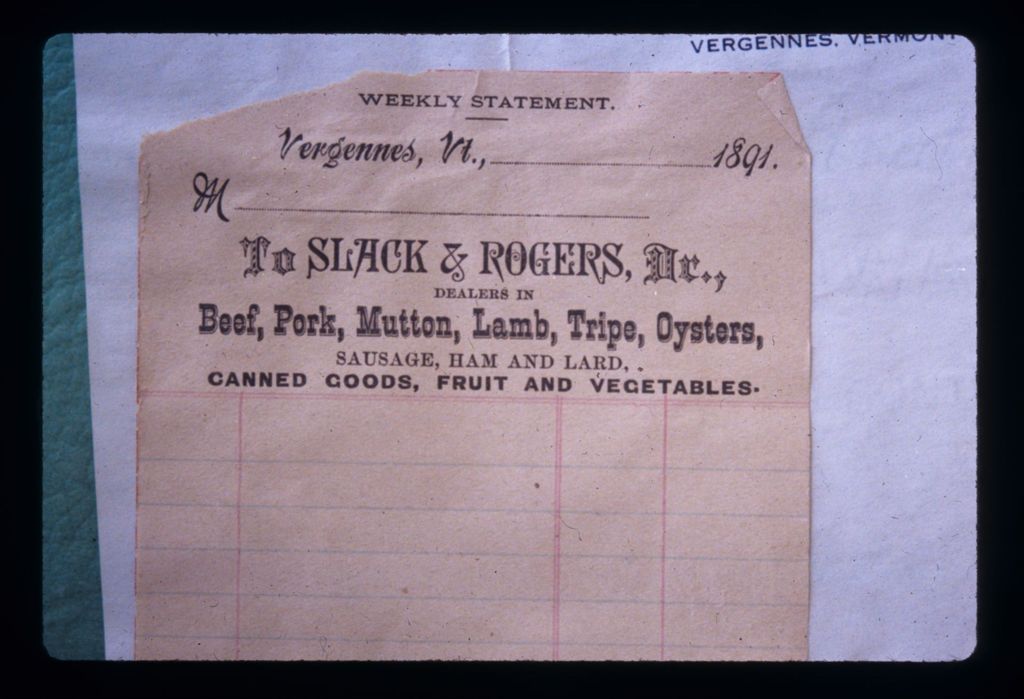 VERGENNES, VERMONT
WEEKLY STATEMENT.
Vergennes, Vt., 1891.
M
To SLACK & ROGERS, Dr.,
DEALERS IN
Beef, Pork, Mutton, Lamb, Tripe, Oysters,
SAUSAGE, HAM AND LARD, .
CANNED GOODS, FRUIT AND VEGETABLES.